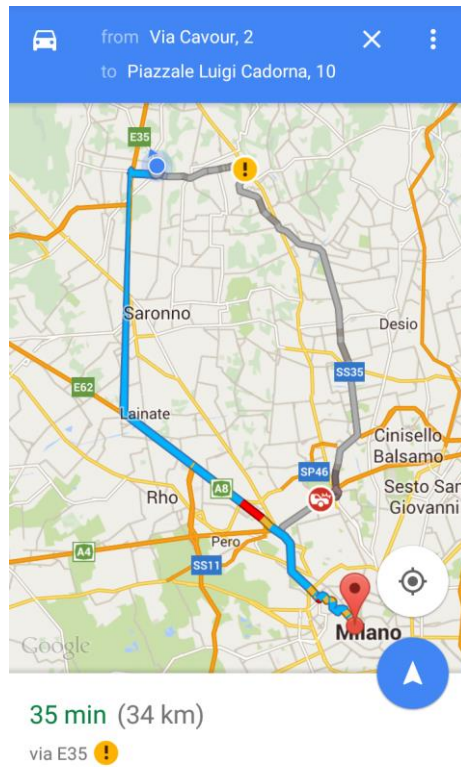 from Via Cavour, 2
to Piazzale Luigi Cadorna, 10
E35
Saronno
Desio
SS35
E62
Lainate
Cinisello
Balsamo
SP46
A8
Rho
Sesto San
Giovanni
A4
Pero
SS11
Milano
Google
35 min (34 km)
via E35